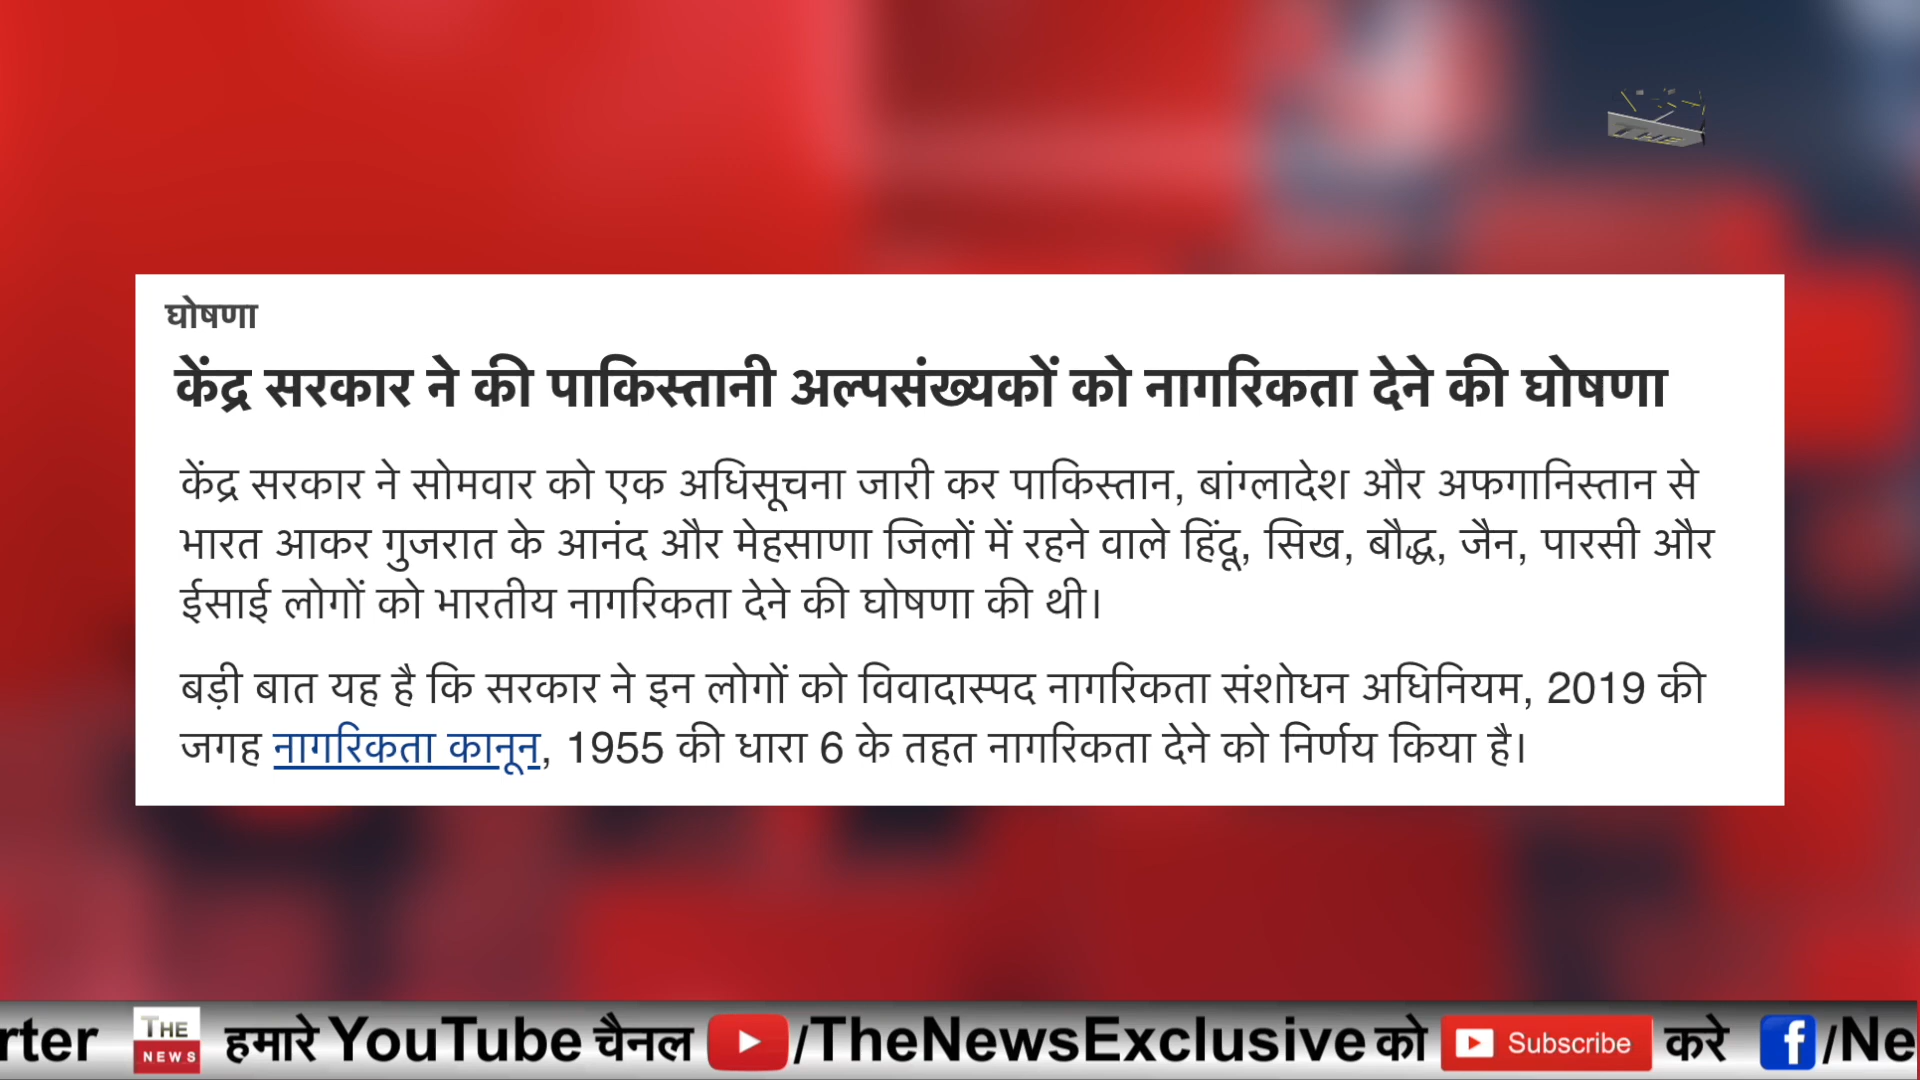 THE
घोषणा
केंद्र सरकार ने की पाकिस्तानी अल्पसंख्यकों को नागरिकता देने की घोषणा
केंद्र सरकार ने सोमवार को एक अधिसूचना जारी कर पाकिस्तान, बांग्लादेश और अफगानिस्तान से
भारत आकर गुजरात के आनंद और मेहसाणा जिलों में रहने वाले हिंदू, सिख, बौद्ध, जैन, पारसी और
ईसाई लोगों को भारतीय नागरिकता देने की घोषणा की थी।
बड़ी बात यह है कि सरकार ने इन लोगों को विवादास्पद नागरिकता संशोधन अधिनियम, 2019 की
जगह नागरिकता कानून, 1955 की धारा 6 के तहत नागरिकता देने को निर्णय किया है।
rter THE NEWS हमारे YouTube चैनल /TheNewsExclusive को Subscribe करे f /Ne